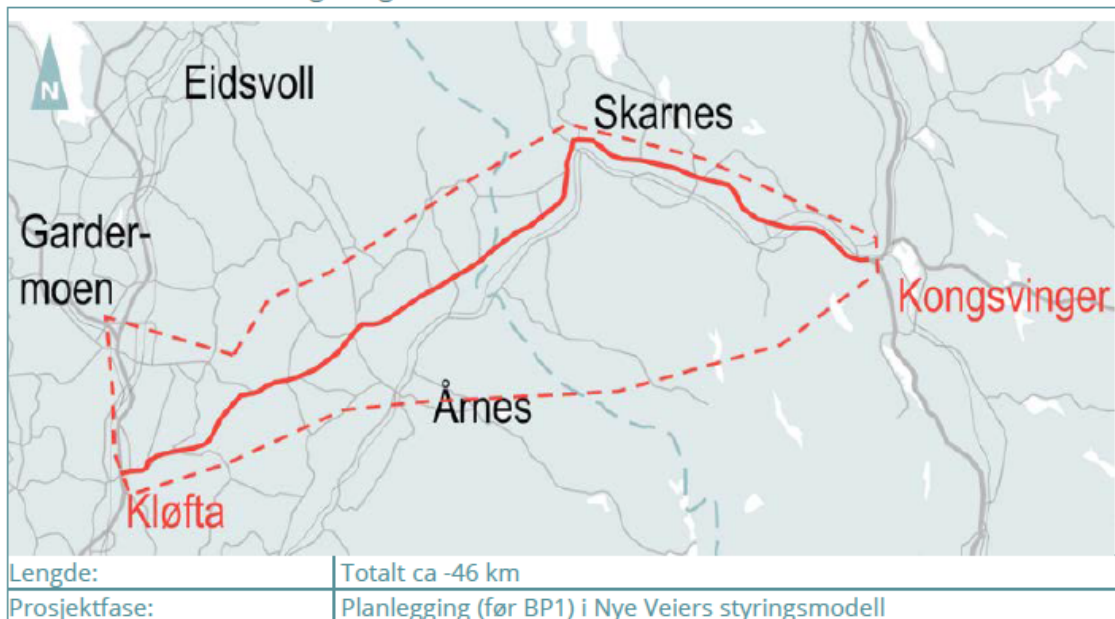 N
Eidsvoll
Skarnes
Garder-
moen
Kongsvinger
Årnes
Kløfta
Lengde: Totalt ca -46 km
Prosjektfase: Planlegging (før BP1) i Nye Veiers styringsmodell